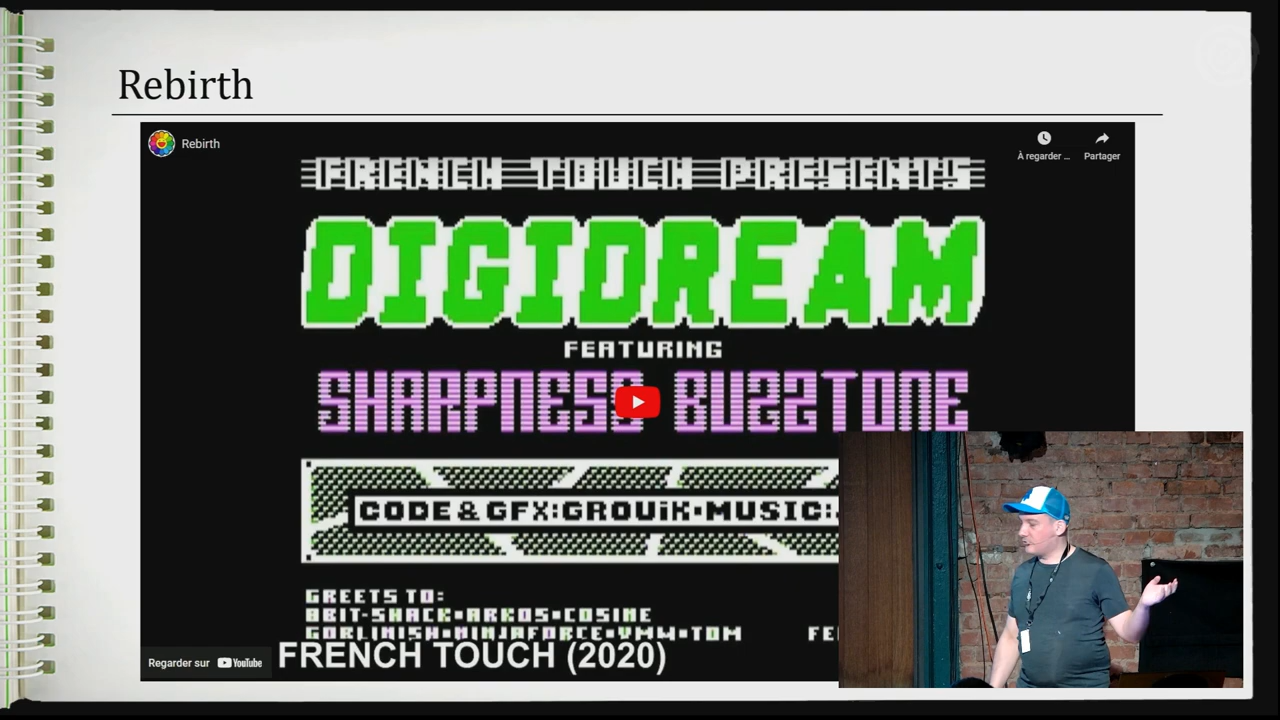 Rebirth
Rebirth
À regarder ...
Partager
FRENCH TOUCH PRESENTS
DIGIDREAM
FEATURING
SHARPNESS BUZZTONE
CODE&GFX:GROUiK·MUSIC:
GREETS TO:
8BIT-SHACK·ARKOS·COSINE
GORLIMISH·NINJAFORCE·VMW·TOM
Regarder sur YouTube
FRENCH TOUCH (2020)